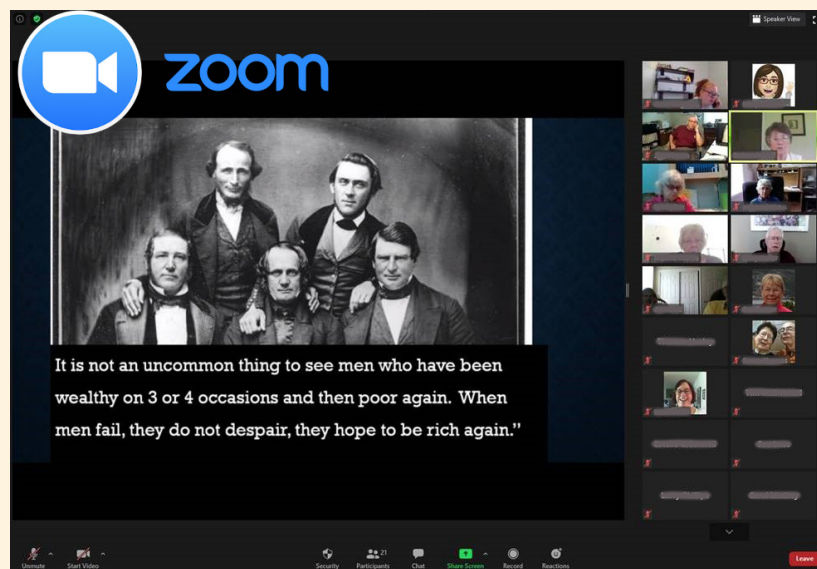 Speaker View
zoom
It is not an uncommon thing to see men who have been
wealthy on 3 or 4 occasions and then poor again. When
men fail, they do not despair, they hope to be rich again.”
Unmute
Start Video
Security
Participants
21
Chat
Share Screen
Record
Reactions
Leave